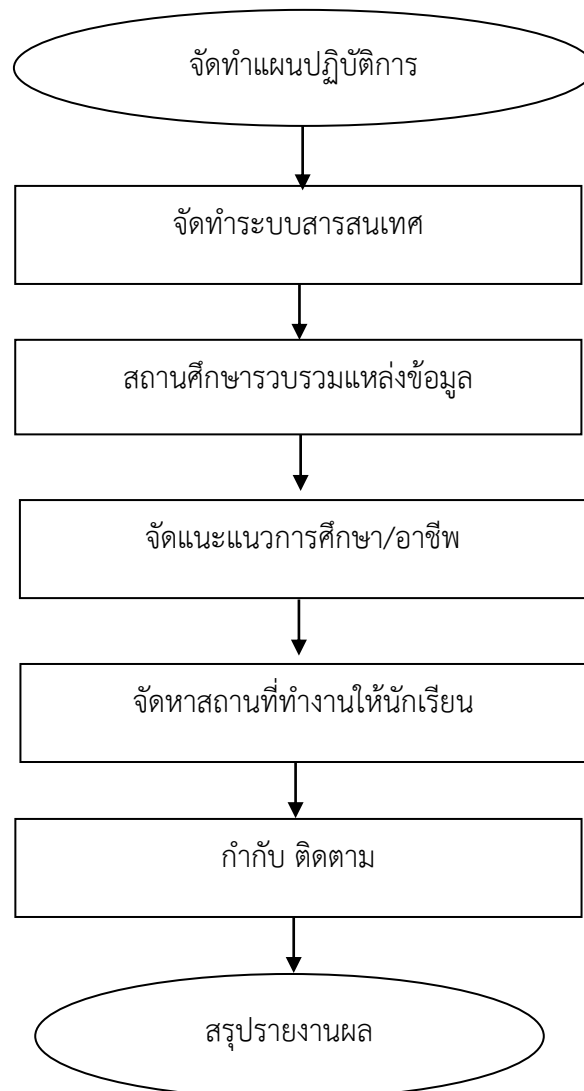 จัดทำแผนปฏิบัติการ
จัดทำระบบสารสนเทศ
สถานศึกษารวบรวมแหล่งข้อมูล
จัดแนะแนวการศึกษา/อาชีพ
จัดหาสถานที่ทำงานให้นักเรียน
กำกับ ติดตาม
สรุปรายงานผล